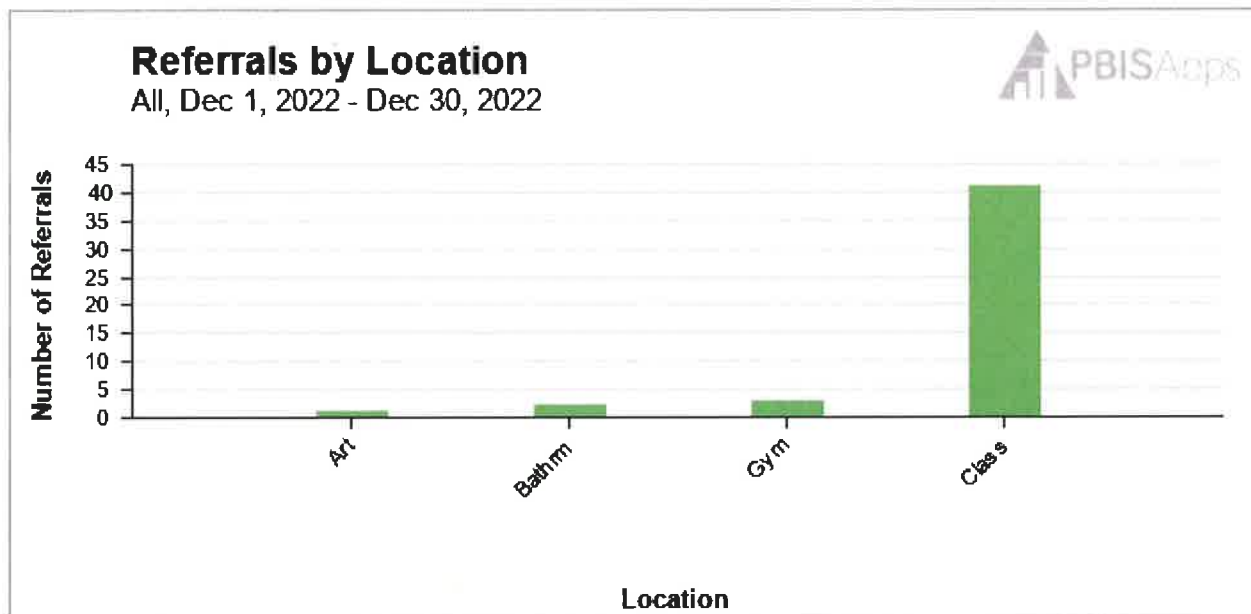 Referrals by Location
All, Dec 1, 2022 - Dec 30, 2022
PBISApps
Number of Referrals
45
40
35
30
25
20
15
10
5
0
Art
Bathrm
Gym
Class
Location